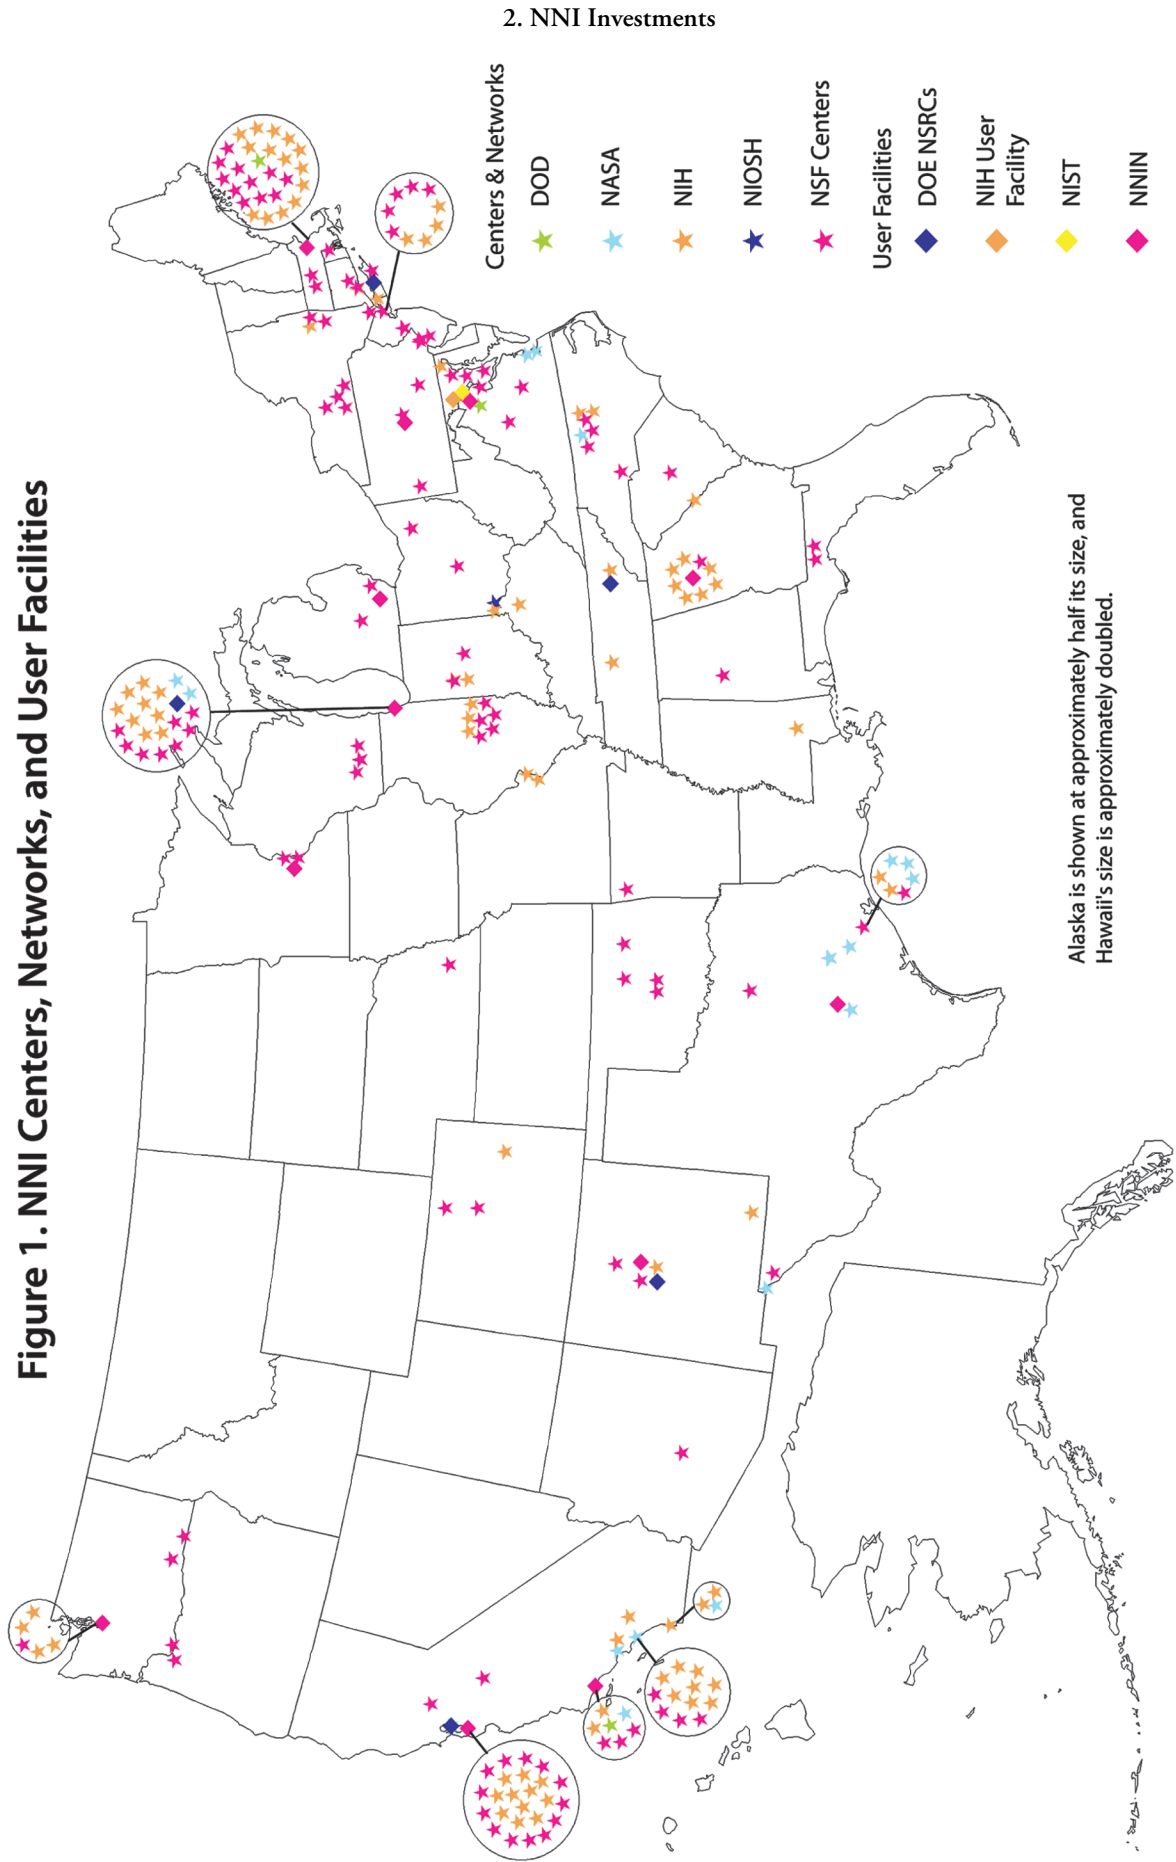 2. NNI Investments
Figure 1. NNI Centers, Networks, and User Facilities
Centers & Networks
DOD
NASA
NIH
NIOSH
NSF Centers
User Facilities
DOE NSRCs
NIH User
Facility
NIST
NNIN
Alaska is shown at approximately half its size, and
Hawaii's size is approximately doubled.